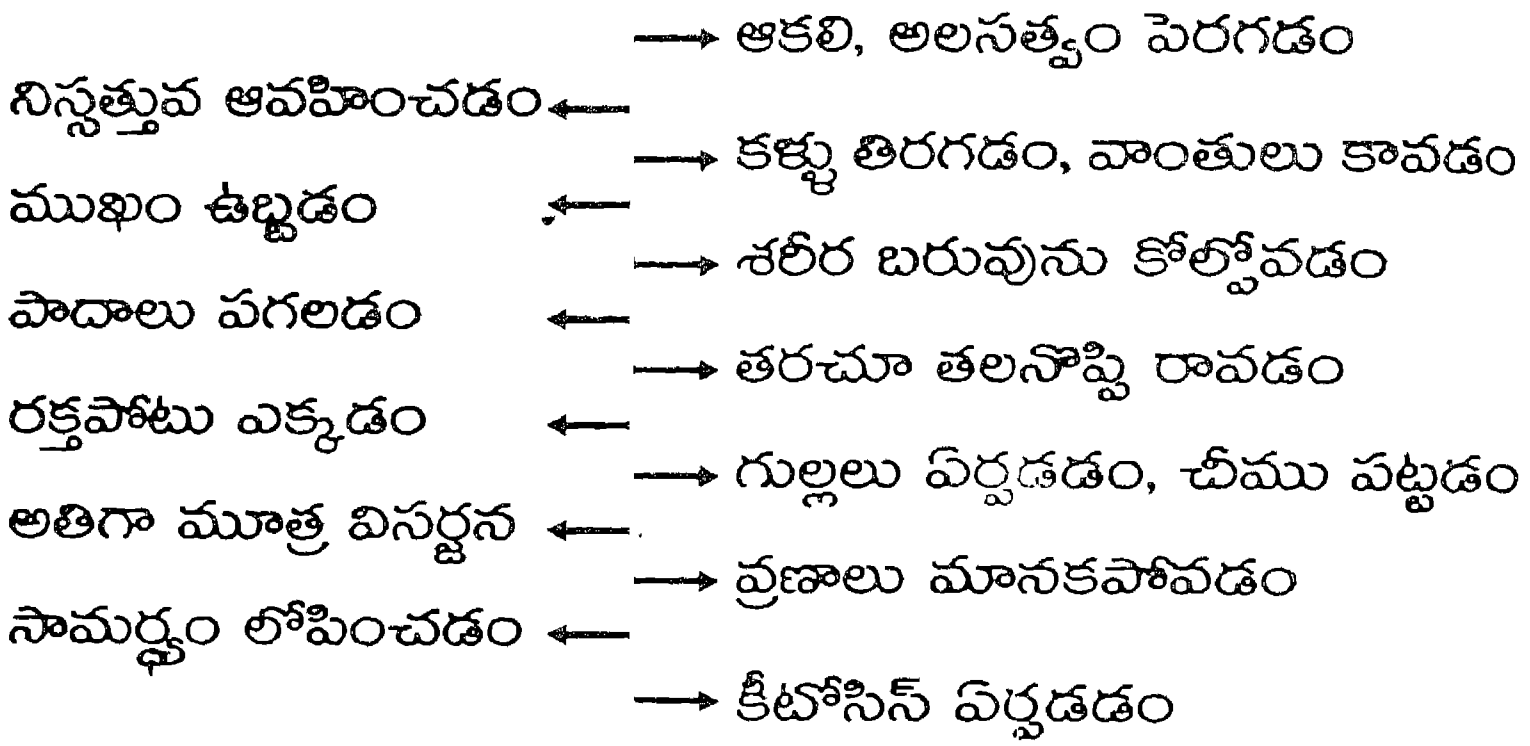 → ఆకలి, అలసత్వం పెరగడం
నిస్సత్తువ ఆవహించడం ←
→ కళ్ళు తిరగడం, వాంతులు కావడం
ముఖం ఉబ్బడం ←
→ శరీర బరువును కోల్పోవడం
పాదాలు పగలడం ←
→ తరచూ తలనొప్పి రావడం
రక్తపోటు ఎక్కడం ←
→ గుల్లలు ఏర్పడడం, చీము పట్టడం
అతిగా మూత్ర విసర్జన ←
→ వ్రణాలు మానకపోవడం
సామర్థ్యం లోపించడం ←
→ కీటోసిన్ ఏర్పడడం